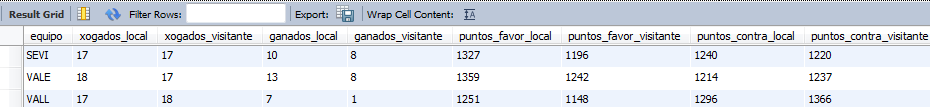 Result Grid Filter Rows: Export: Wrap Cell Content: IA
equipo xogados_local xogados_visitante ganados_local ganados_visitante puntos_favor_local puntos_favor_visitante puntos_contra_local puntos_contra_visitante
SEVI 17 17 10 8 1327 1196 1240 1220
VALE 18 17 13 8 1359 1242 1214 1237
VALL 17 18 7 1 1251 1148 1296 1366